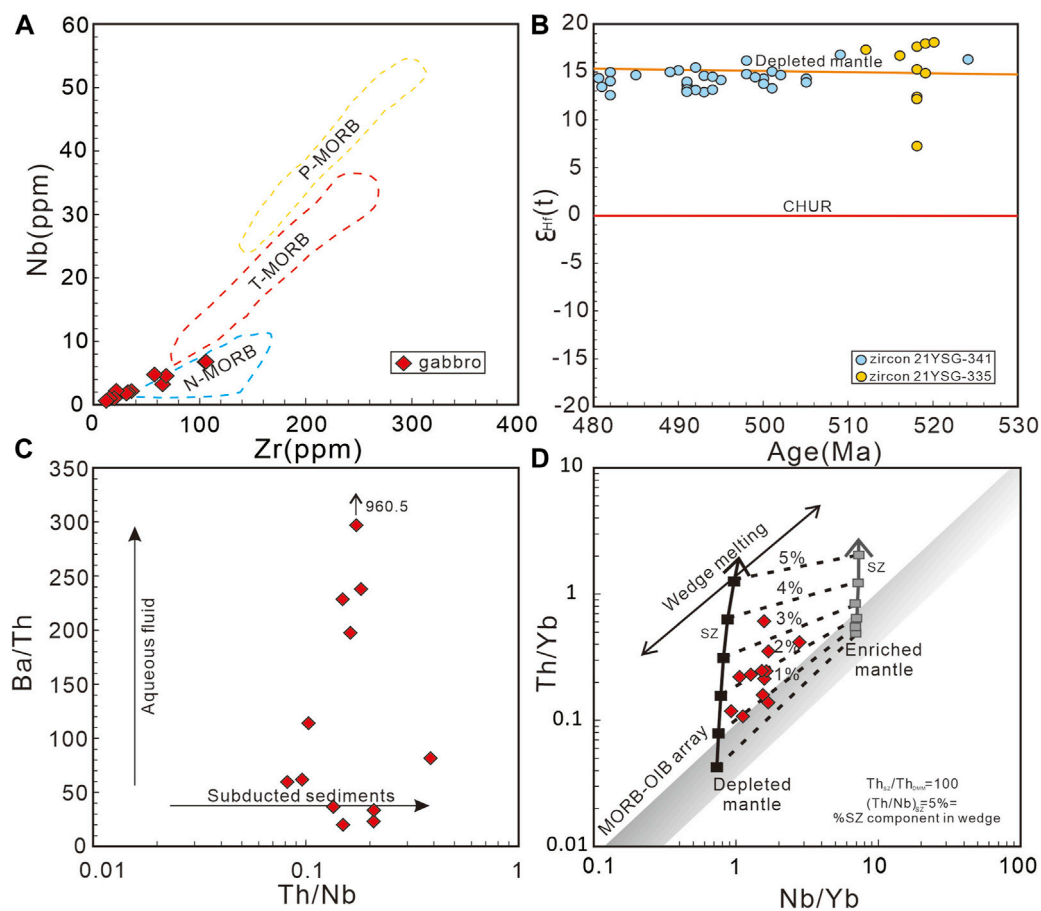 A
Nb(ppm)
60
50
40
30
20
10
0
P-MORB
T-MORB
N-MORB
gabbro
0
100
200
300
400
Zr(ppm)
B
εHf(t)
20
15
10
5
0
-5
-10
-15
-20
Depleted mantle
CHUR
zircon 21YSG-341
zircon 21YSG-335
480
490
500
510
520
530
Age(Ma)
C
Ba/Th
350
300
250
200
150
100
50
0
960.5
Aqueous fluid
Subducted sediments
0.01
0.1
1
Th/Nb
D
Th/Yb
10
1
0.1
0.01
Wedge melting
5%
4%
3%
2%
1%
SZ
SZ
Enriched
mantle
MORB-OIB array
Depleted
mantle
ThSZ/ThDMM=100
(Th/Nb)SZ=5%=
%SZ component in wedge
0.1
1
10
100
Nb/Yb